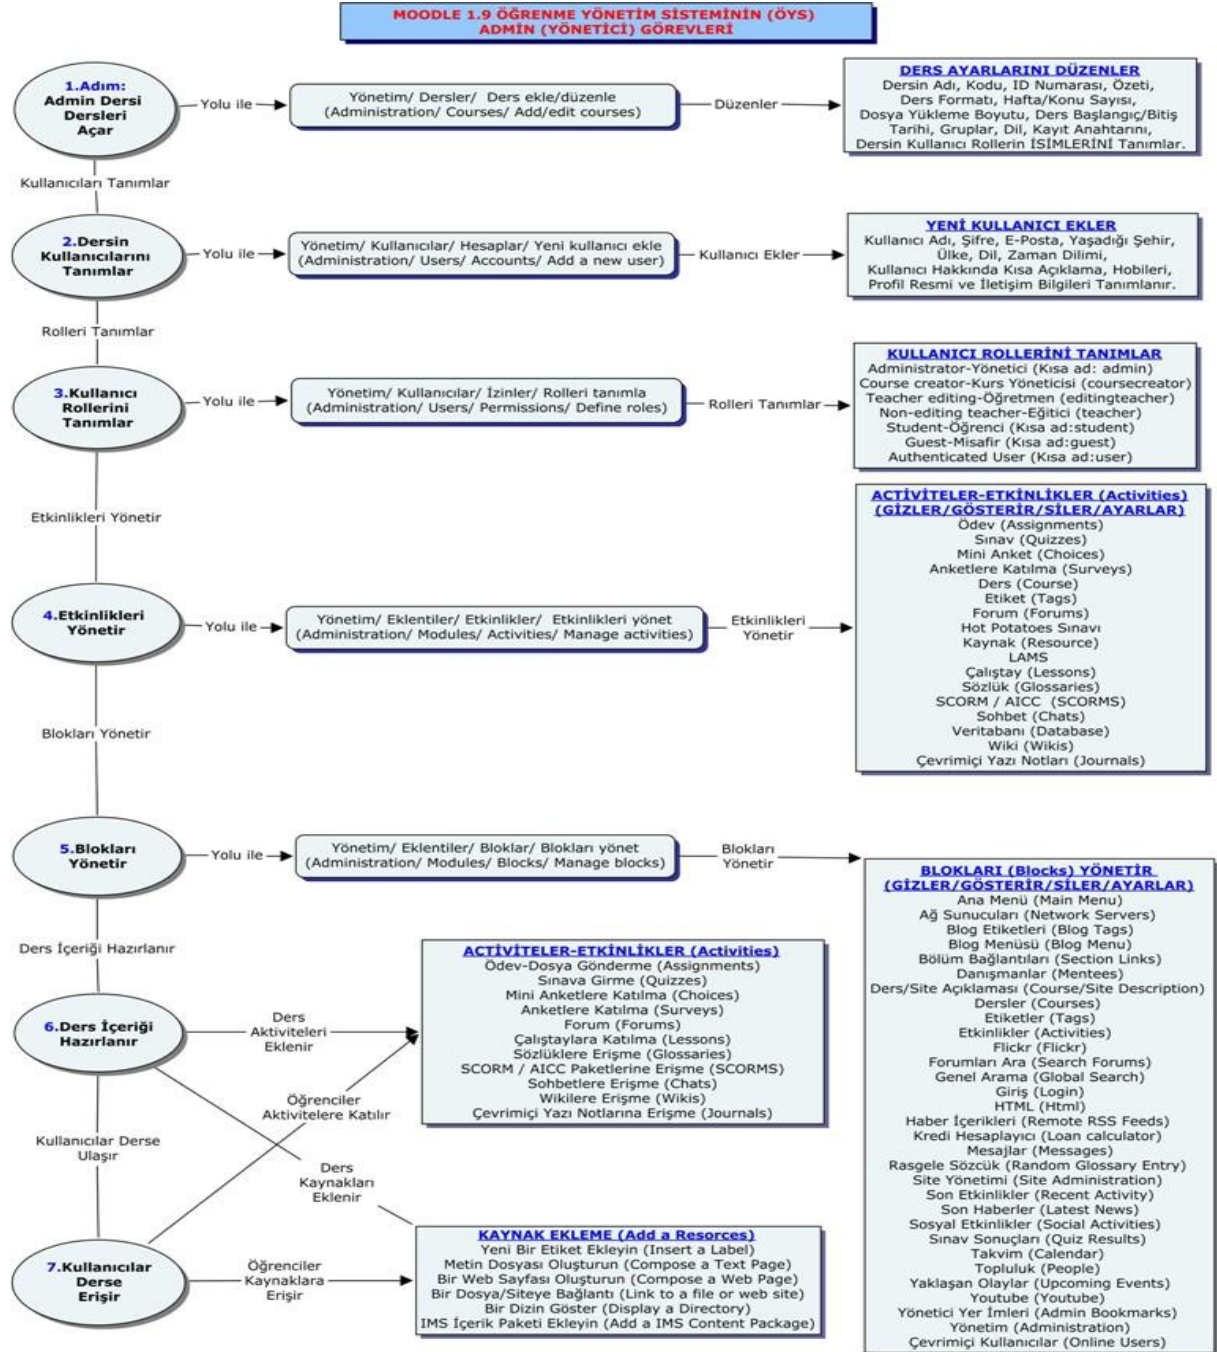 MOODLE 1.9 ÖĞRENME YÖNETİM SİSTEMİNİN (ÖYS)
ADMIN (YÖNETİCİ) GÖREVLERİ
1.Adım:
Admin Dersi
Dersleri
Açar
Yolu ile
Yönetim/ Dersler/ Ders ekle/düzenle
(Administration/ Courses/ Add/edit courses)
Düzenler
DERS AYARLARINI DÜZENLER
Dersin Adı, Kodu, ID Numarası, Özeti,
Ders Formatı, Hafta/Konu Sayısı,
Dosya Yükleme Boyutu, Ders Başlangıç/Bitiş
Tarihi, Gruplar, Dil, Kayıt Anahtarını,
Dersin Kullanıcı Rollerin İSİMLERİNİ Tanımlar.
Kullanıcıları Tanımlar
2.Dersin
Kullanıcılarını
Tanımlar
Yolu ile
Yönetim/ Kullanıcılar/ Hesaplar/ Yeni kullanıcı ekle
(Administration/ Users/ Accounts/ Add a new user)
Kullanıcı Ekler
YENİ KULLANICI EKLER
Kullanıcı Adı, Şifre, E-Posta, Yaşadığı Şehir,
Ülke, Dil, Zaman Dilimi,
Kullanıcı Hakkında Kısa Açıklama, Hobileri,
Profil Resmi ve İletişim Bilgileri Tanımlanır.
Rolleri Tanımlar
3.Kullanıcı
Rollerini
Tanımlar
Yolu ile
Yönetim/ Kullanıcılar/ İzinler/ Rolleri tanımla
(Administration/ Users/ Permissions/ Define roles)
Rolleri Tanımlar
KULLANICI ROLLERİNİ TANIMLAR
Administrator-Yönetici (Kısa ad: admin)
Course creator-Kurs Yöneticisi (coursecreator)
Teacher editing-Öğretmen (editingteacher)
Non-editing teacher-Eğitici (teacher)
Student-Öğrenci (Kısa ad:student)
Guest-Misafir (Kısa ad:guest)
Authenticated User (Kısa ad:user)
Etkinlikleri Yönetir
4.Etkinlikleri
Yönetir
Yolu ile
Yönetim/ Eklentiler/ Etkinlikler/ Etkinlikleri yönet
(Administration/ Modules/ Activities/ Manage activities)
Etkinlikleri
Yönetir
ACTİVİTELER-ETKİNLİKLER (Activities)
(GİZLER/GÖSTERİR/SİLER/AYARLAR)
Ödev (Assignments)
Sınav (Quizzes)
Mini Anket (Choices)
Anketlere Katılma (Surveys)
Ders (Course)
Etiket (Tags)
Forum (Forums)
Hot Potatoes Sınavı
Kaynak (Resource)
LAMS
Çalıştay (Lessons)
Sözlük (Glossaries)
SCORM / AICC (SCORMS)
Sohbet (Chats)
Veritabanı (Database)
Wiki (Wikis)
Çevrimiçi Yazı Notları (Journals)
Blokları Yönetir
5.Blokları
Yönetir
Yolu ile
Yönetim/ Eklentiler/ Bloklar/ Blokları yönet
(Administration/ Modules/ Blocks/ Manage blocks)
Blokları
Yönetir
BLOKLARI (Blocks) YÖNETİR
(GİZLER/GÖSTERİR/SİLER/AYARLAR)
Ana Menü (Main Menu)
Ağ Sunucuları (Network Servers)
Blog Etiketleri (Blog Tags)
Blog Menüsü (Blog Menu)
Bölüm Bağlantıları (Section Links)
Danışmanlar (Mentees)
Ders/Site Açıklaması (Course/Site Description)
Dersler (Courses)
Etiketler (Tags)
Etkinlikler (Activities)
Flickr (Flickr)
Forumları Ara (Search Forums)
Genel Arama (Global Search)
Giriş (Login)
HTML (Html)
Haber İçerikleri (Remote RSS Feeds)
Kredi Hesaplayıcı (Loan calculator)
Mesajlar (Messages)
Rasgele Sözcük (Random Glossary Entry)
Site Yönetimi (Site Administration)
Son Etkinlikler (Recent Activity)
Son Haberler (Latest News)
Sosyal Etkinlikler (Social Activities)
Sınav Sonuçları (Quiz Results)
Takvim (Calendar)
Topluluk (People)
Yaklaşan Olaylar (Upcoming Events)
Youtube (Youtube)
Yönetici Yer İmleri (Admin Bookmarks)
Yönetim (Administration)
Çevrimiçi Kullanıcılar (Online Users)
Ders İçeriği Hazırlanır
6.Ders İçeriği
Hazırlanır
Ders
Aktiviteleri
Eklenir
ACTİVİTELER-ETKİNLİKLER (Activities)
Ödev-Dosya Gönderme (Assignments)
Sınava Girme (Quizzes)
Mini Anketlere Katılma (Choices)
Anketlere Katılma (Surveys)
Forum (Forums)
Çalıştaylara Katılma (Lessons)
Sözlüklere Erişme (Glossaries)
SCORM / AICC Paketlerine Erişme (SCORMS)
Sohbetlere Erişme (Chats)
Wikilere Erişme (Wikis)
Çevrimiçi Yazı Notlarına Erişme (Journals)
Öğrenciler
Aktivitelere Katılır
Kullanıcılar Derse
Ulaşır
Ders
Kaynakları
Eklenir
7.Kullanıcılar
Derse
Erişir
Öğrenciler
Kaynaklara
Erişir
KAYNAK EKLEME (Add a Resorces)
Yeni Bir Etiket Ekleyin (Insert a Label)
Metin Dosyası Oluşturun (Compose a Text Page)
Bir Web Sayfası Oluşturun (Compose a Web Page)
Bir Dosya/Siteye Bağlantı (Link to a file or web site)
Bir Dizin Göster (Display a Directory)
IMS İçerik Paketi Ekleyin (Add a IMS Content Package)